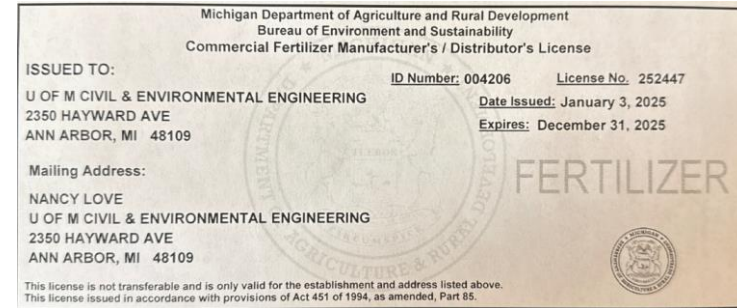 Michigan Department of Agriculture and Rural Development
Bureau of Environment and Sustainability
Commercial Fertilizer Manufacturer's / Distributor's License
ISSUED TO:
ID Number: 004206 License No. 252447
U OF M CIVIL & ENVIRONMENTAL ENGINEERING
Date Issued: January 3, 2025
2350 HAYWARD AVE
Expires: December 31, 2025
ANN ARBOR, MI 48109
Mailing Address:
FERTILIZER
NANCY LOVE
U OF M CIVIL & ENVIRONMENTAL ENGINEERING
2350 HAYWARD AVE
ANN ARBOR, MI 48109
This license is not transferable and is only valid for the establishment and address listed above.
This license issued in accordance with provisions of Act 451 of 1994, as amended, Part 85.